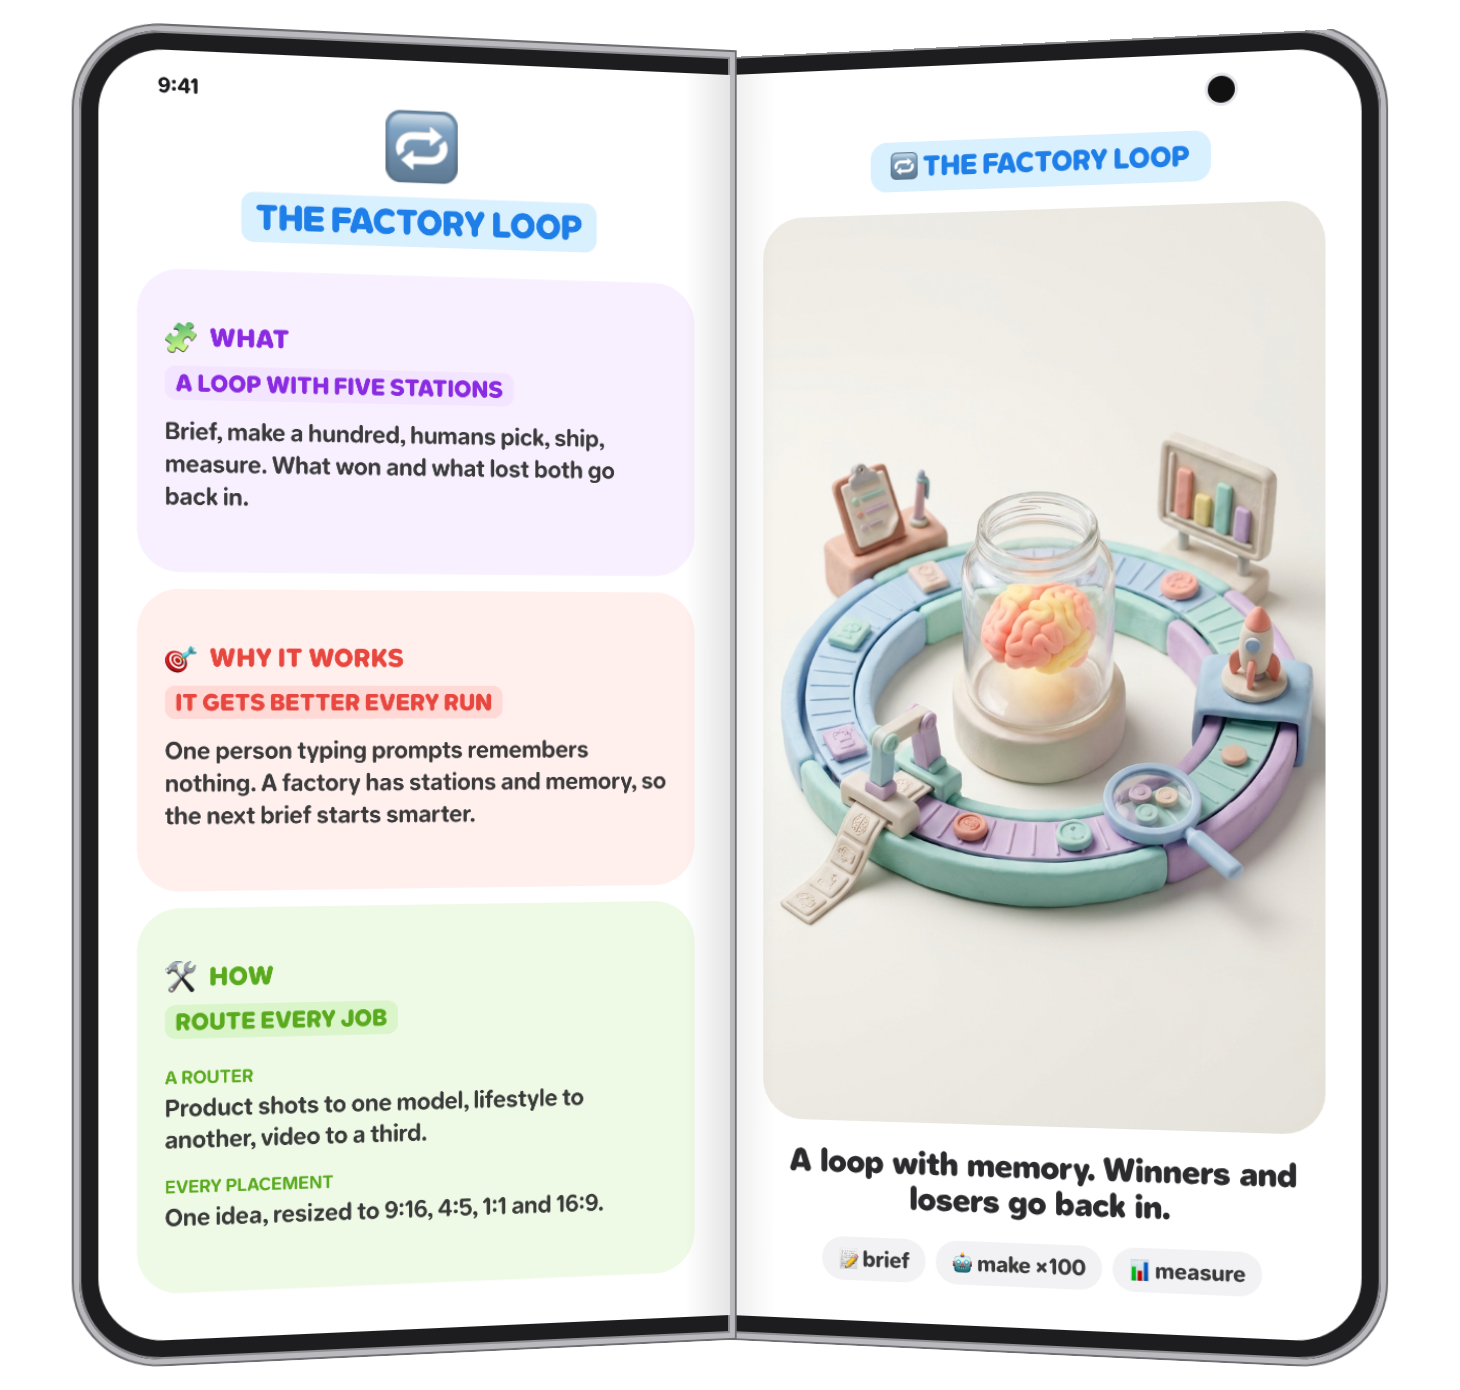 9:41
THE FACTORY LOOP
WHAT
A LOOP WITH FIVE STATIONS
Brief, make a hundred, humans pick, ship,
measure. What won and what lost both go
back in.
WHY IT WORKS
IT GETS BETTER EVERY RUN
One person typing prompts remembers
nothing. A factory has stations and memory, so
the next brief starts smarter.
HOW
ROUTE EVERY JOB
A ROUTER
Product shots to one model, lifestyle to
another, video to a third.
EVERY PLACEMENT
One idea, resized to 9:16, 4:5, 1:1 and 16:9.
THE FACTORY LOOP
A loop with memory. Winners and
losers go back in.
brief
make ×100
measure